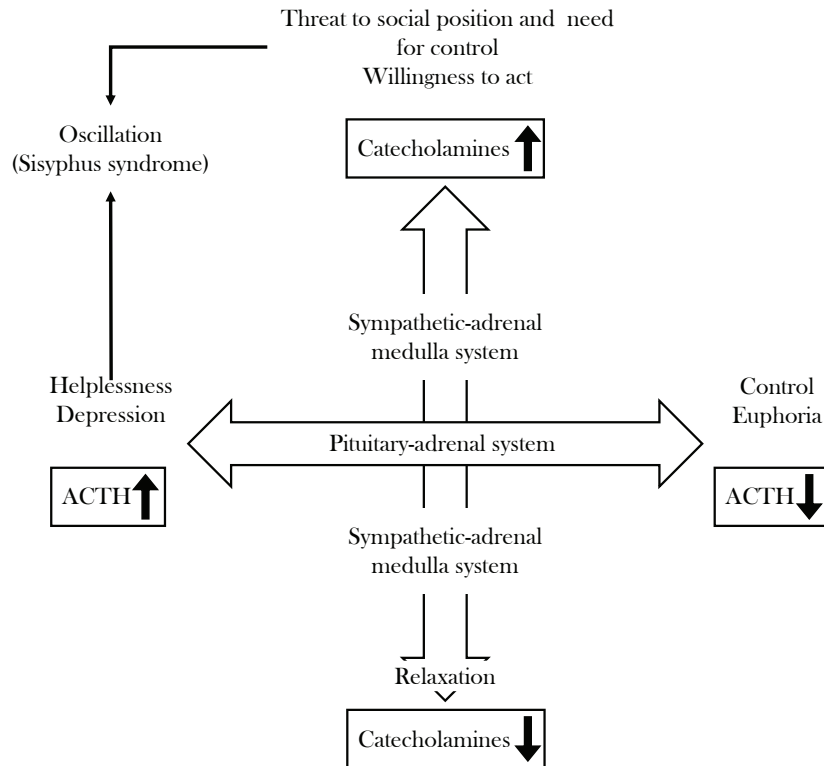 Threat to social position and need
for control
Willingness to act
Oscillation
(Sisyphus syndrome)
Catecholamines
Sympathetic-adrenal
medulla system
Helplessness
Depression
Control
Euphoria
Pituitary-adrenal system
ACTH
ACTH
Sympathetic-adrenal
medulla system
Relaxation
Catecholamines